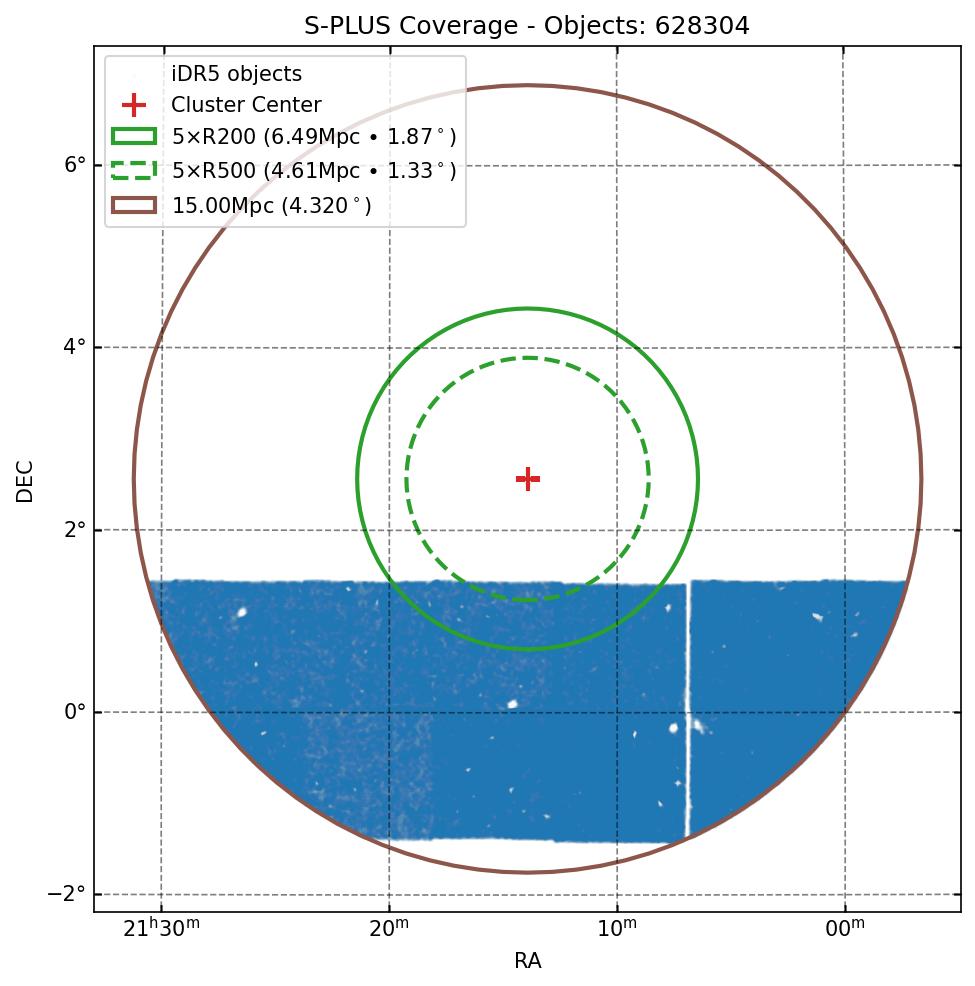 S-PLUS Coverage - Objects: 628304
iDR5 objects
Cluster Center
5×R200 (6.49Mpc • 1.87°)
5×R500 (4.61Mpc • 1.33°)
15.00Mpc (4.320°)
6°
4°
2°
0°
−2°
DEC
21ʰ30ᵐ
20ᵐ
10ᵐ
00ᵐ
RA